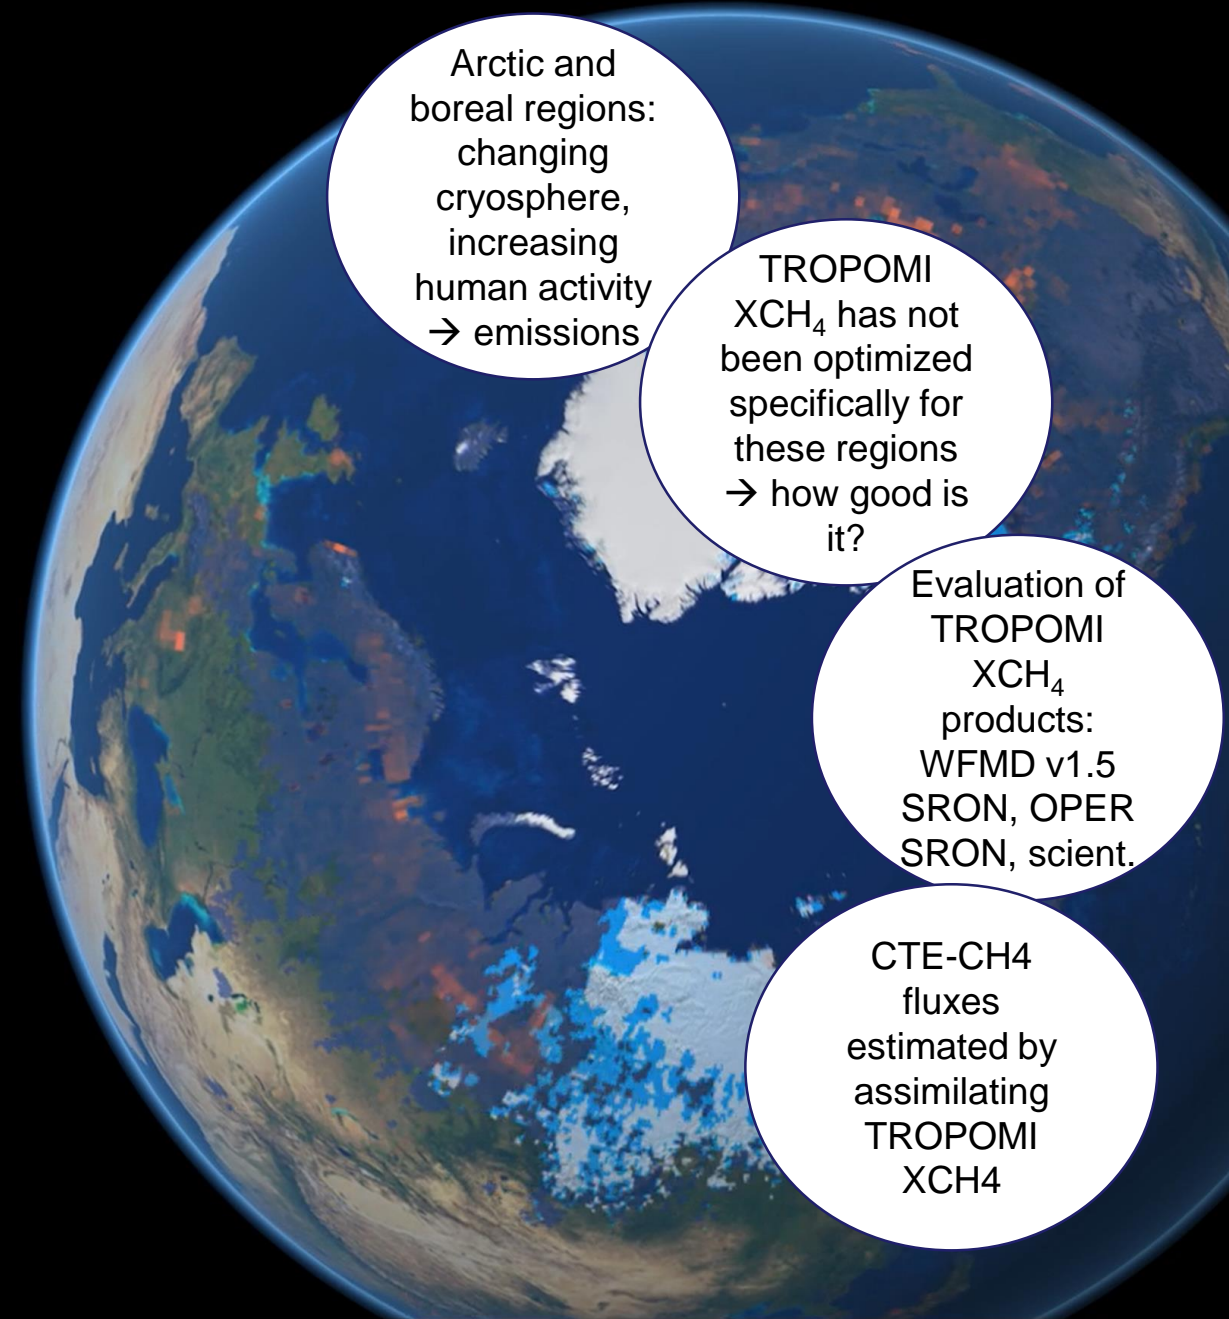 Arctic and
boreal regions:
changing
cryosphere,
increasing
human activity
→ emissions
TROPOMI
XCH₄ has not
been optimized
specifically for
these regions
→ how good is
it?
Evaluation of
TROPOMI
XCH₄
products:
WFMD v1.5
SRON, OPER
SRON, scient.
CTE-CH4
fluxes
estimated by
assimilating
TROPOMI
XCH4